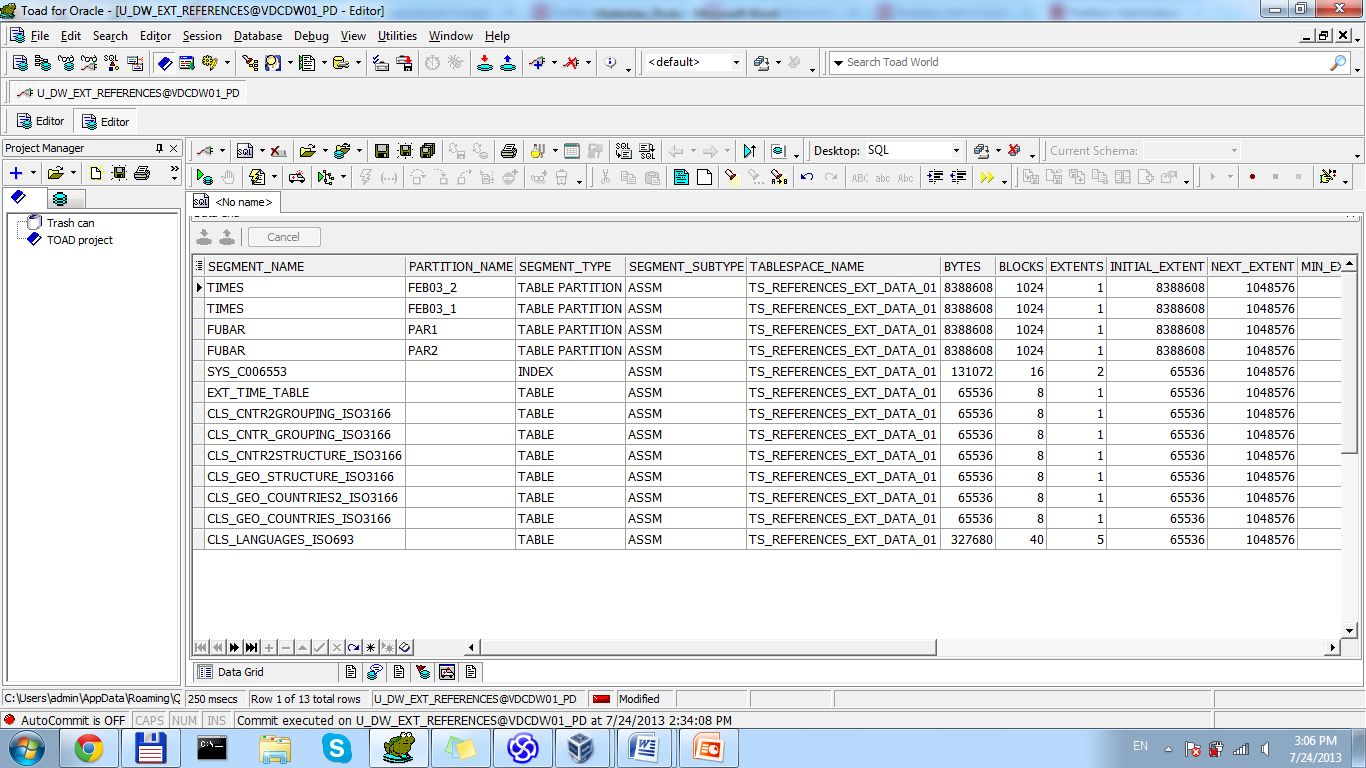 Toad for Oracle - [U_DW_EXT_REFERENCES@VDCDW01_PD - Editor]
File Edit Search Editor Session Database Debug View Utilities Window Help
<default> Search Toad World
U_DW_EXT_REFERENCES@VDCDW01_PD
Editor Editor
Project Manager
Desktop: SQL Current Schema:
<No name>
Trash can
TOAD project
Cancel
SEGMENT_NAME PARTITION_NAME SEGMENT_TYPE SEGMENT_SUBTYPE TABLESPACE_NAME BYTES BLOCKS EXTENTS INITIAL_EXTENT NEXT_EXTENT MIN_EX
TIMES FEB03_2 TABLE PARTITION ASSM TS_REFERENCES_EXT_DATA_01 8388608 1024 1 8388608 1048576
TIMES FEB03_1 TABLE PARTITION ASSM TS_REFERENCES_EXT_DATA_01 8388608 1024 1 8388608 1048576
FUBAR PAR1 TABLE PARTITION ASSM TS_REFERENCES_EXT_DATA_01 8388608 1024 1 8388608 1048576
FUBAR PAR2 TABLE PARTITION ASSM TS_REFERENCES_EXT_DATA_01 8388608 1024 1 8388608 1048576
SYS_C006553 INDEX ASSM TS_REFERENCES_EXT_DATA_01 131072 16 2 65536 1048576
EXT_TIME_TABLE TABLE ASSM TS_REFERENCES_EXT_DATA_01 65536 8 1 65536 1048576
CLS_CNTR2GROUPING_ISO3166 TABLE ASSM TS_REFERENCES_EXT_DATA_01 65536 8 1 65536 1048576
CLS_CNTR_GROUPING_ISO3166 TABLE ASSM TS_REFERENCES_EXT_DATA_01 65536 8 1 65536 1048576
CLS_CNTR2STRUCTURE_ISO3166 TABLE ASSM TS_REFERENCES_EXT_DATA_01 65536 8 1 65536 1048576
CLS_GEO_STRUCTURE_ISO3166 TABLE ASSM TS_REFERENCES_EXT_DATA_01 65536 8 1 65536 1048576
CLS_GEO_COUNTRIES2_ISO3166 TABLE ASSM TS_REFERENCES_EXT_DATA_01 65536 8 1 65536 1048576
CLS_GEO_COUNTRIES_ISO3166 TABLE ASSM TS_REFERENCES_EXT_DATA_01 65536 8 1 65536 1048576
CLS_LANGUAGES_ISO693 TABLE ASSM TS_REFERENCES_EXT_DATA_01 327680 40 5 65536 1048576
Data Grid
C:\Users\admin\AppData\Roaming\Q 250 msecs Row 1 of 13 total rows U_DW_EXT_REFERENCES@VDCDW01_PD Modified
AutoCommit is OFF CAPS NUM INS Commit executed on U_DW_EXT_REFERENCES@VDCDW01_PD at 7/24/2013 2:34:08 PM
EN 3:06 PM
7/24/2013